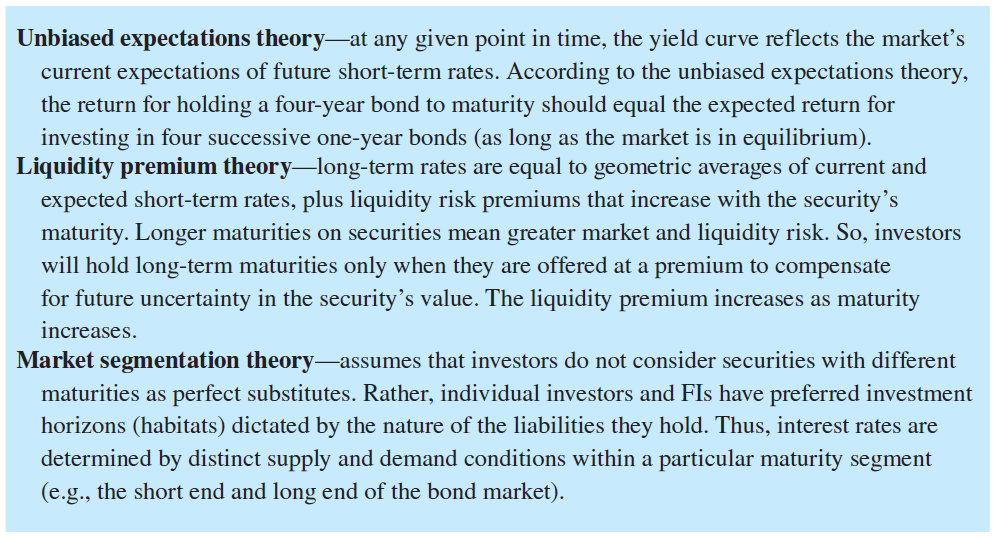 Unbiased expectations theory—at any given point in time, the yield curve reflects the market’s
current expectations of future short-term rates. According to the unbiased expectations theory,
the return for holding a four-year bond to maturity should equal the expected return for
investing in four successive one-year bonds (as long as the market is in equilibrium).
Liquidity premium theory—long-term rates are equal to geometric averages of current and
expected short-term rates, plus liquidity risk premiums that increase with the security’s
maturity. Longer maturities on securities mean greater market and liquidity risk. So, investors
will hold long-term maturities only when they are offered at a premium to compensate
for future uncertainty in the security’s value. The liquidity premium increases as maturity
increases.
Market segmentation theory—assumes that investors do not consider securities with different
maturities as perfect substitutes. Rather, individual investors and FIs have preferred investment
horizons (habitats) dictated by the nature of the liabilities they hold. Thus, interest rates are
determined by distinct supply and demand conditions within a particular maturity segment
(e.g., the short end and long end of the bond market).